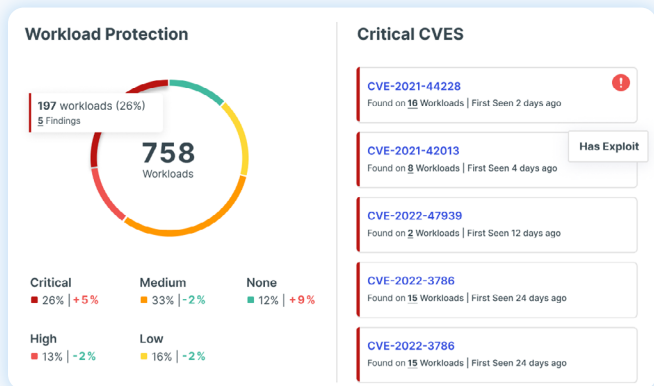 Workload Protection
197 workloads (26%)
5 Findings
758
Workloads
Critical
26% | +5%
Medium
33% | -2%
None
12% | +9%
High
13% | -2%
Low
16% | -2%
Critical CVES
CVE-2021-44228
Found on 16 Workloads | First Seen 2 days ago
!
CVE-2021-42013
Found on 8 Workloads | First Seen 4 days ago
Has Exploit
CVE-2022-47939
Found on 2 Workloads | First Seen 12 days ago
CVE-2022-3786
Found on 15 Workloads | First Seen 24 days ago
CVE-2022-3786
Found on 15 Workloads | First Seen 24 days ago